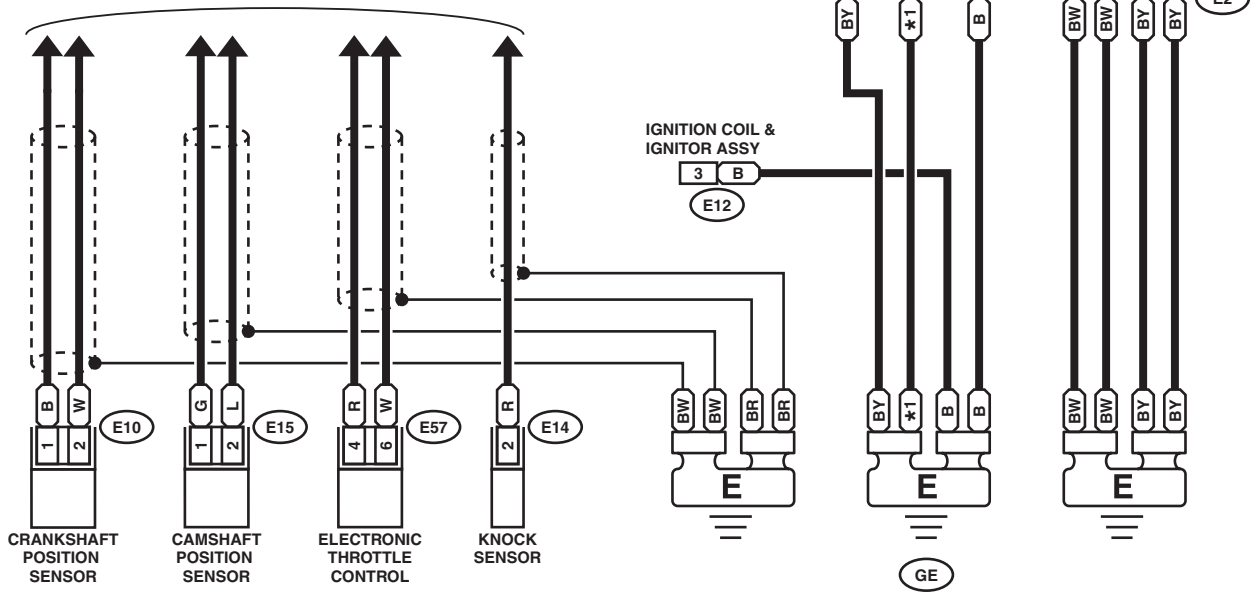 E2
BY
*1
B
BW
BW
BY
BY
IGNITION COIL &
IGNITOR ASSY
3 B
E12
B
W
1
2
E10
G
L
1
2
E15
R
W
4
6
E57
R
2
E14
BW
BW
BR
BR
BY
*1
B
B
BW
BW
BY
BY
E
E
E
CRANKSHAFT
POSITION
SENSOR
CAMSHAFT
POSITION
SENSOR
ELECTRONIC
THROTTLE
CONTROL
KNOCK
SENSOR
GE